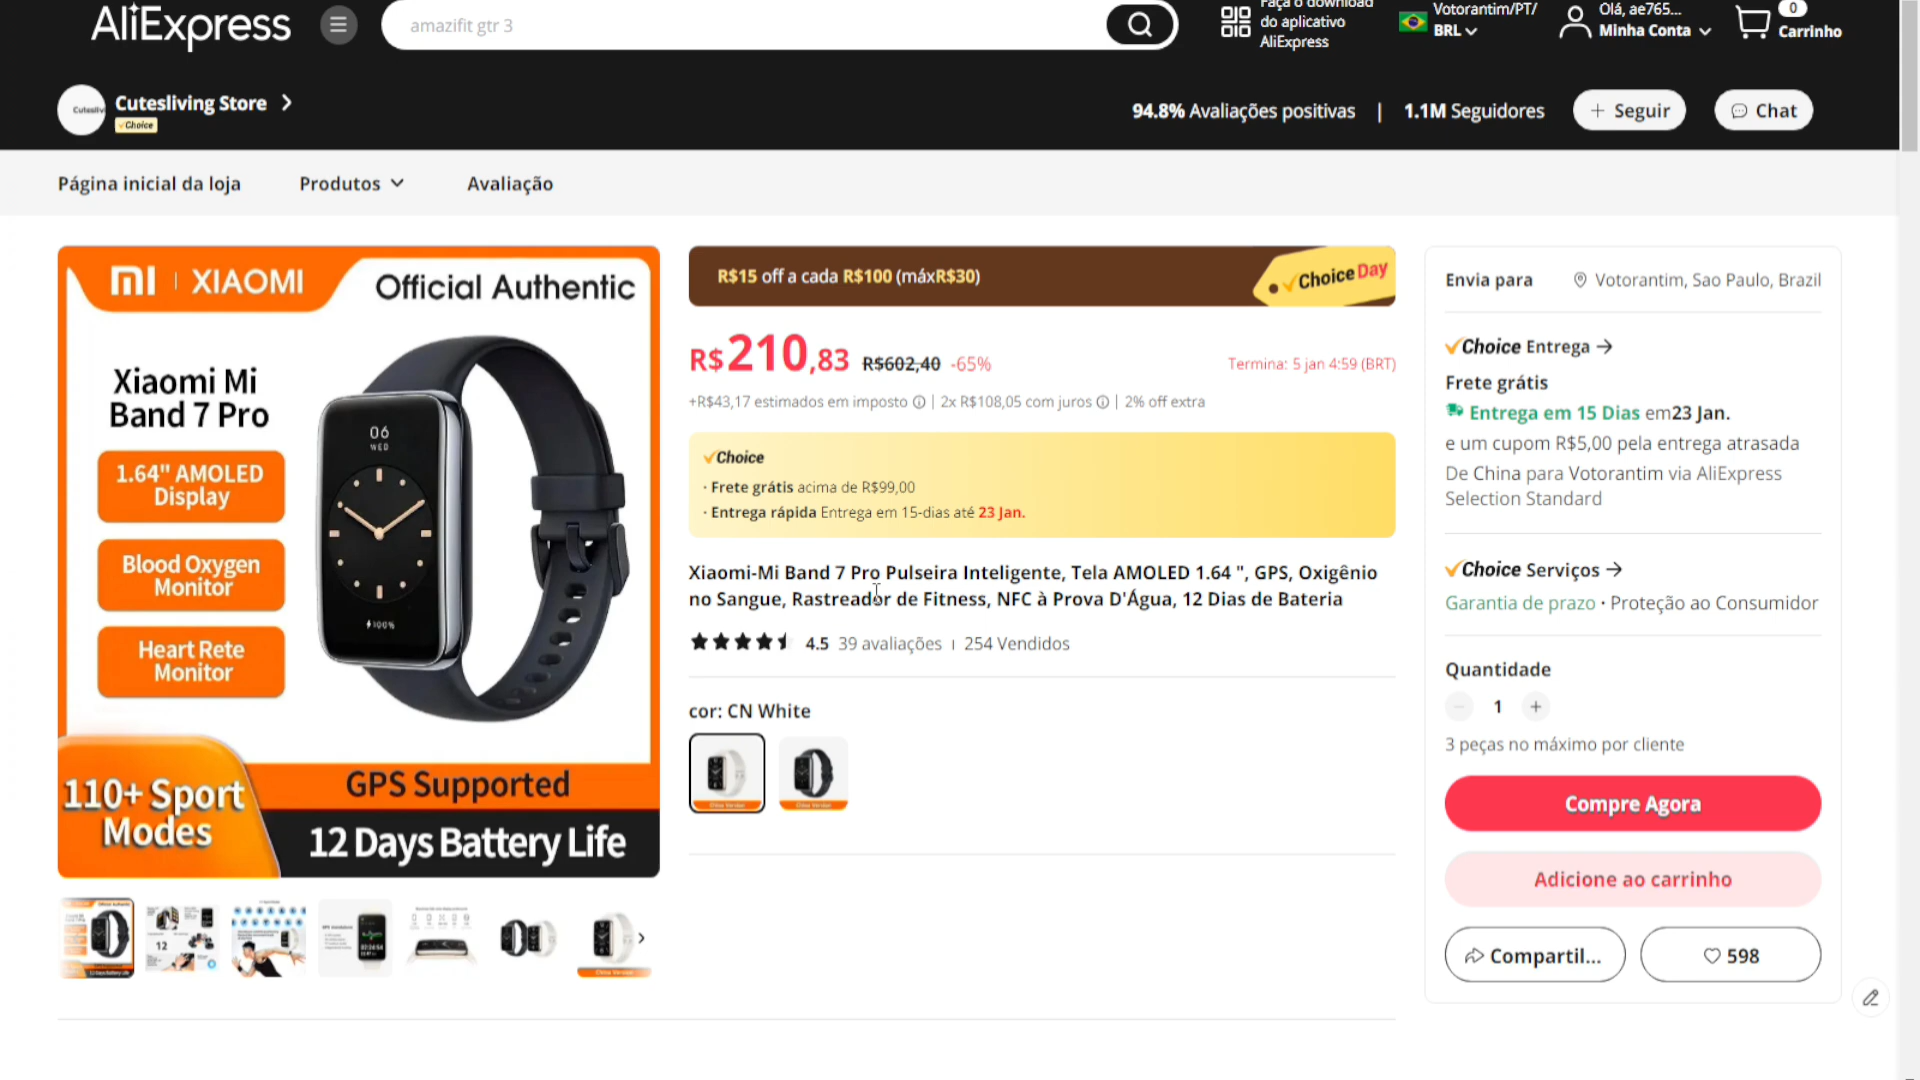 AliExpress
amazifit gtr 3
Faça o download
do aplicativo
AliExpress
Votorantim/PT/
BRL
Olá, ae765...
Minha Conta
0
Carrinho
Cutesliving Store
Choice
94.8% Avaliações positivas | 1.1M Seguidores
+ Seguir
Chat
Página inicial da loja
Produtos
Avaliação
mi | XIAOMI
Official Authentic
Xiaomi Mi
Band 7 Pro
1.64" AMOLED
Display
Blood Oxygen
Monitor
Heart Rete
Monitor
06
WED
100%
110+ Sport
Modes
GPS Supported
12 Days Battery Life
R$15 off a cada R$100 (máxR$30)
Choice Day
R$210,83 R$602,40 -65%
Termina: 5 jan 4:59 (BRT)
+R$43,17 estimados em imposto | 2x R$108,05 com juros | 2% off extra
Choice
· Frete grátis acima de R$99,00
· Entrega rápida Entrega em 15-dias até 23 Jan.
Xiaomi-Mi Band 7 Pro Pulseira Inteligente, Tela AMOLED 1.64 ", GPS, Oxigênio
no Sangue, Rastreador de Fitness, NFC à Prova D'Água, 12 Dias de Bateria
4.5 39 avaliações | 254 Vendidos
cor: CN White
Envia para
Votorantim, Sao Paulo, Brazil
Choice Entrega →
Frete grátis
Entrega em 15 Dias em23 Jan.
e um cupom R$5,00 pela entrega atrasada
De China para Votorantim via AliExpress
Selection Standard
Choice Serviços →
Garantia de prazo • Proteção ao Consumidor
Quantidade
− 1 +
3 peças no máximo por cliente
Compre Agora
Adicione ao carrinho
Compartil...
598